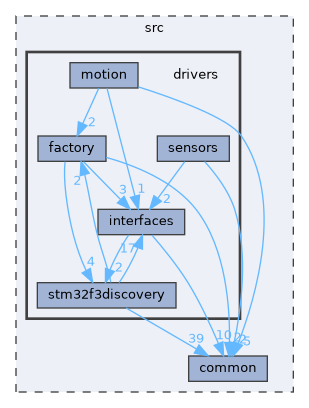 src
motion
drivers
2
factory
sensors
2
3
1
2
interfaces
4
2
17
stm32f3discovery
39
10
common